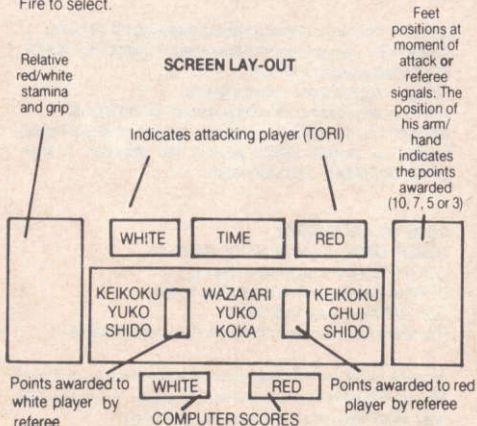 Fire to select.
Feet
positions at
moment of
attack or
referee
signals. The
position of
his arm/
hand
indicates
the points
awarded
(10, 7, 5 or 3)
Relative
red/white
stamina
and grip
SCREEN LAY-OUT
Indicates attacking player (TORI)
WHITE TIME RED
KEIKOKU WAZA ARI KEIKOKU
YUKO YUKO CHUI
SHIDO KOKA SHIDO
Points awarded to
white player by
referee
WHITE RED
COMPUTER SCORES
Points awarded to red
player by referee